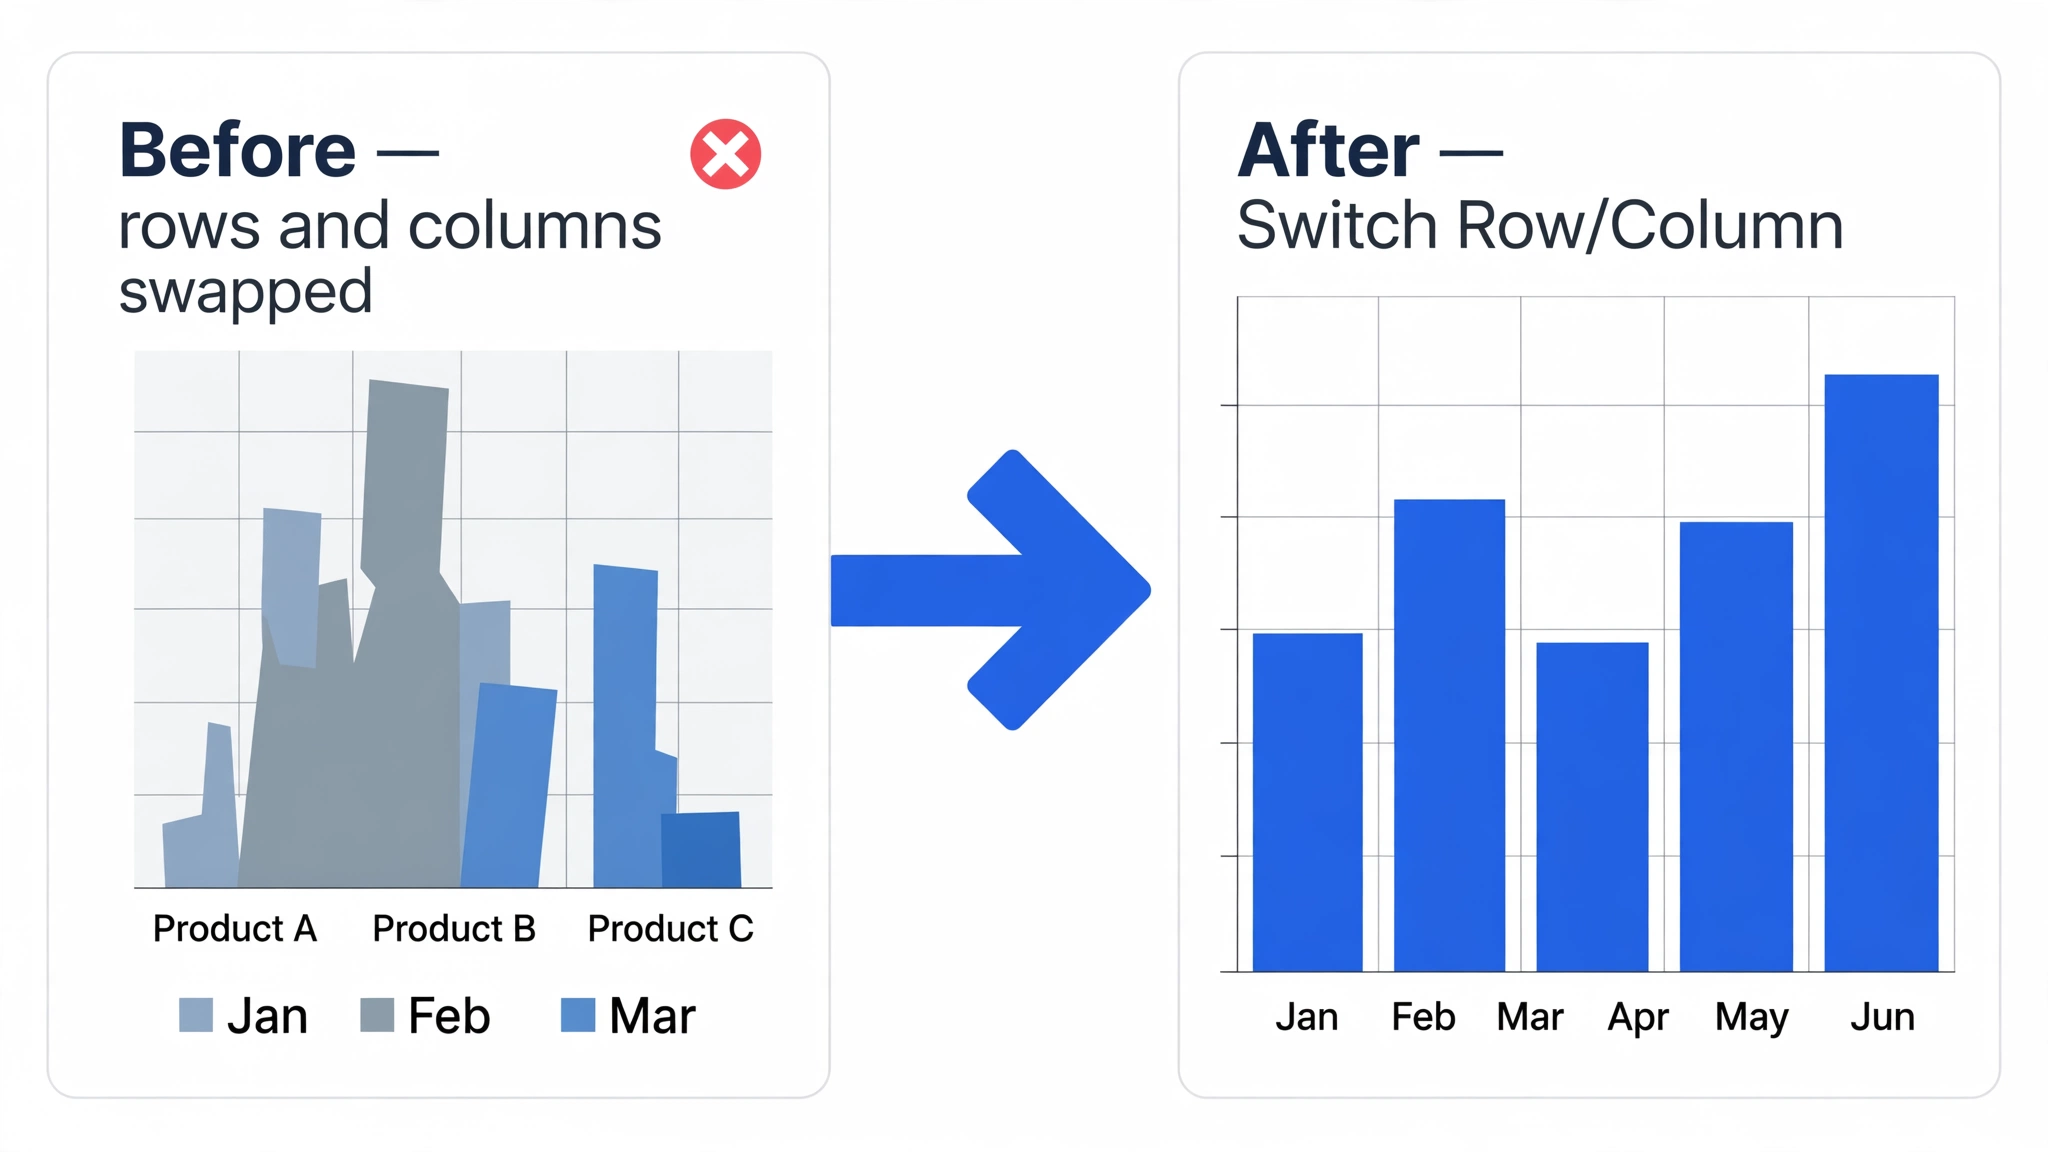 Before —
rows and columns
swapped
Product A Product B Product C
Jan Feb Mar
After —
Switch Row/Column
Jan Feb Mar Apr May Jun